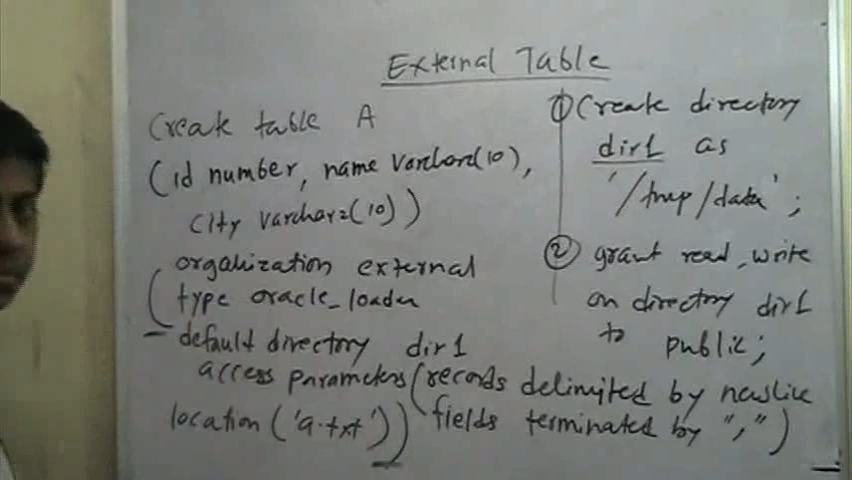 External Table
Create table A
(id number, name varchar2(10),
city varchar2(10))
organization external
(type oracle_loader
default directory dir1
access parameters (records delimited by newline
fields terminated by ",")
location ('a.txt'))
① Create directory
dir1 as
'/tmp/data';
② grant read, write
on directory dir1
to public;